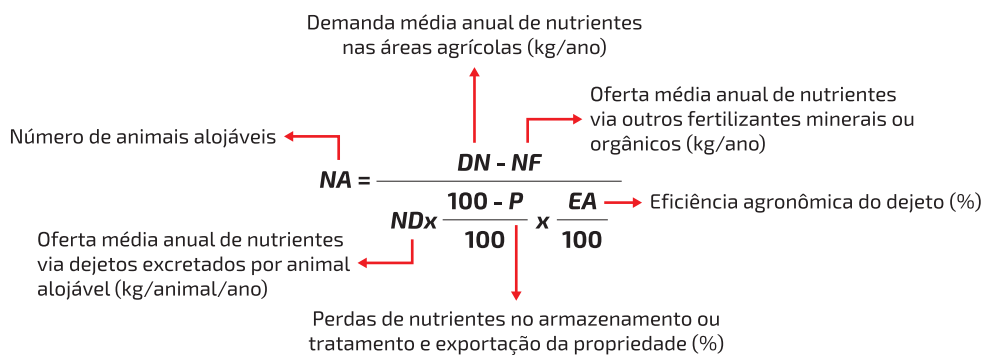 Demanda média anual de nutrientes
nas áreas agrícolas (kg/ano)
Oferta média anual de nutrientes
via outros fertilizantes minerais ou
orgânicos (kg/ano)
Número de animais alojáveis
DN - NF
NA =
100 - P
EA
Eficiência agronômica do dejeto (%)
NDx
x
100
100
Oferta média anual de nutrientes
via dejetos excretados por animal
alojável (kg/animal/ano)
Perdas de nutrientes no armazenamento ou
tratamento e exportação da propriedade (%)